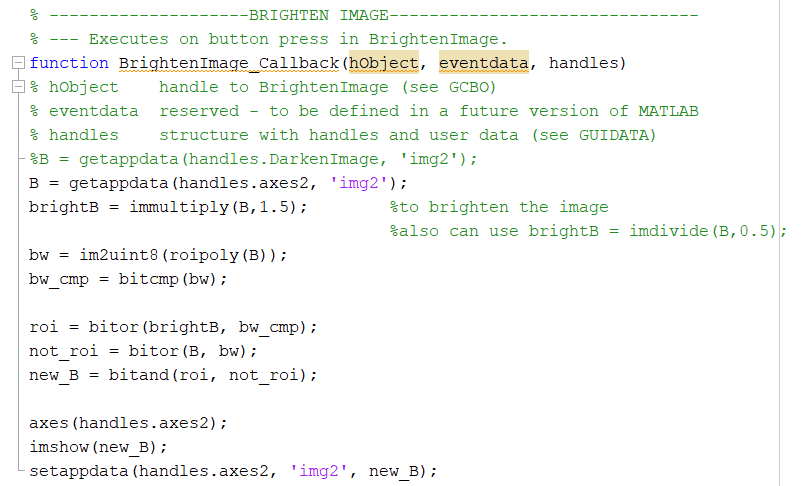 % --------------------BRIGHTEN IMAGE-------------------------------
% --- Executes on button press in BrightenImage.
function BrightenImage_Callback(hObject, eventdata, handles)
% hObject    handle to BrightenImage (see GCBO)
% eventdata  reserved - to be defined in a future version of MATLAB
% handles    structure with handles and user data (see GUIDATA)
%B = getappdata(handles.DarkenImage, 'img2');
B = getappdata(handles.axes2, 'img2');
brightB = immultiply(B,1.5);        %to brighten the image
%also can use brightB = imdivide(B,0.5);
bw = im2uint8(roipoly(B));
bw_cmp = bitcmp(bw);
roi = bitor(brightB, bw_cmp);
not_roi = bitor(B, bw);
new_B = bitand(roi, not_roi);
axes(handles.axes2);
imshow(new_B);
setappdata(handles.axes2, 'img2', new_B);